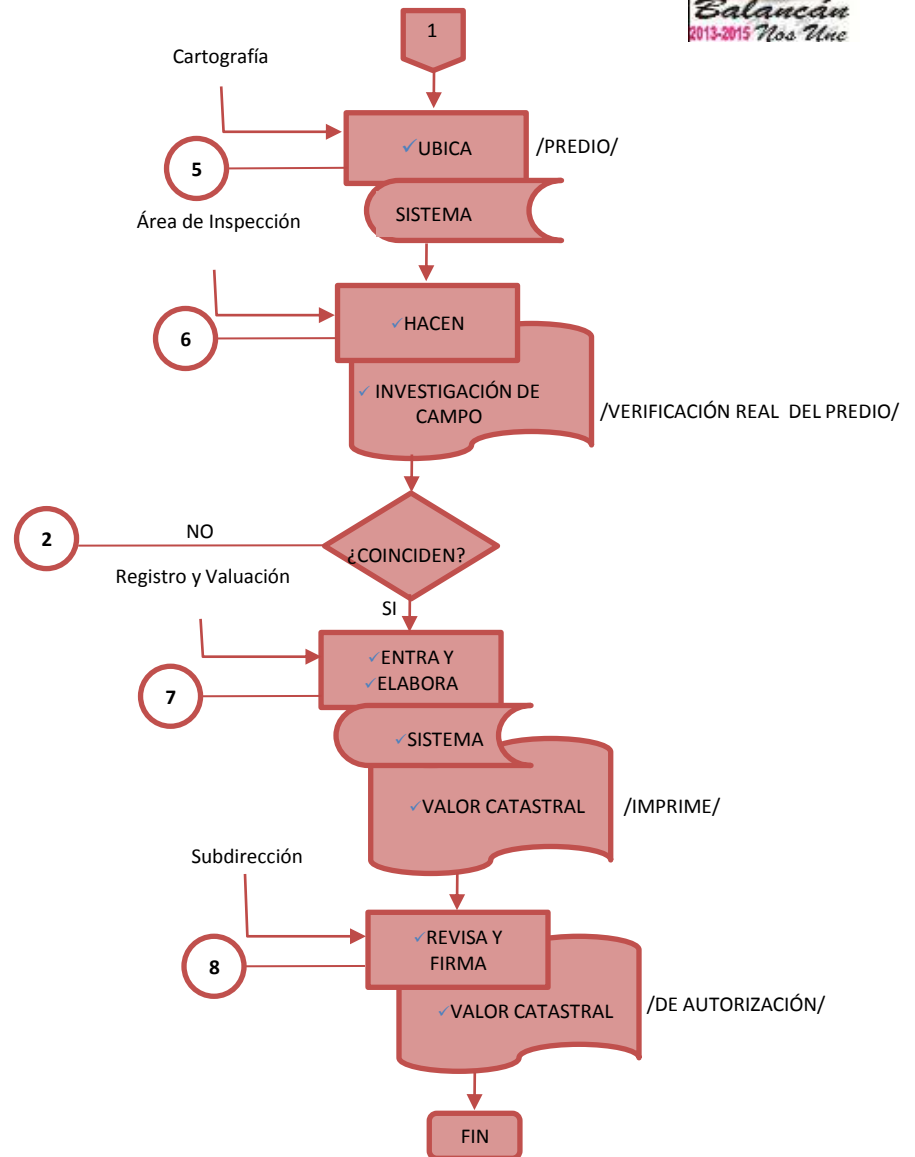 Balancán
2013-2015 Nos Une
1
Cartografía
✓UBICA
/PREDIO/
5
SISTEMA
Área de Inspección
✓HACEN
6
✓ INVESTIGACIÓN DE
CAMPO
/VERIFICACIÓN REAL DEL PREDIO/
2
NO
¿COINCIDEN?
Registro y Valuación
SI
✓ENTRA Y
✓ELABORA
7
✓SISTEMA
✓VALOR CATASTRAL
/IMPRIME/
Subdirección
✓REVISA Y
FIRMA
8
✓VALOR CATASTRAL
/DE AUTORIZACIÓN/
FIN